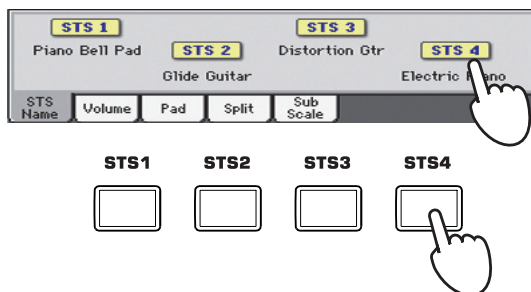 STS 1 STS 3
Piano Bell Pad STS 2 Distortion Gtr STS 4
Glide Guitar Electric
STS Name Volume Pad Split Sub Scale
STS1 STS2 STS3 STS4